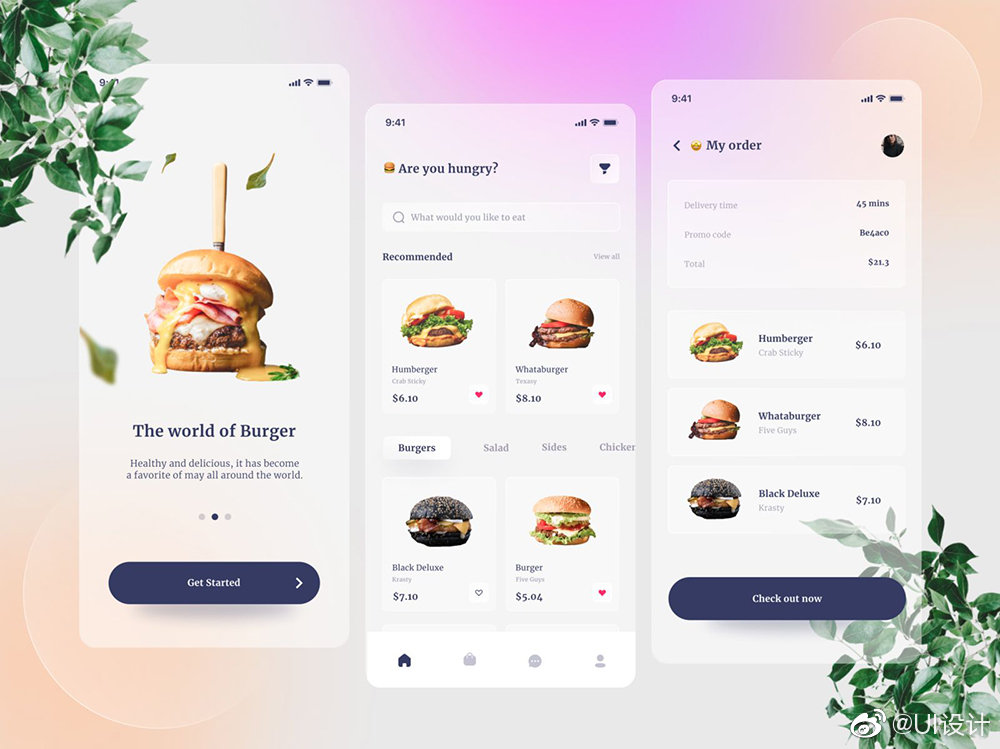 9:41
The world of Burger
Healthy and delicious, it has become
a favorite of may all around the world.
Get Started
9:41
Are you hungry?
What would you like to eat
Recommended
View all
Humberger
Crab Sticky
$6.10
Whataburger
Texasy
$8.10
Burgers
Salad
Sides
Chicken
Black Deluxe
Krasty
$7.10
Burger
Five Guys
$5.04
9:41
My order
Delivery time
45 mins
Promo code
Be4aco
Total
$21.3
Humberger
Crab Sticky
$6.10
Whataburger
Five Guys
$8.10
Black Deluxe
Krasty
$7.10
Check out now
@UI设计